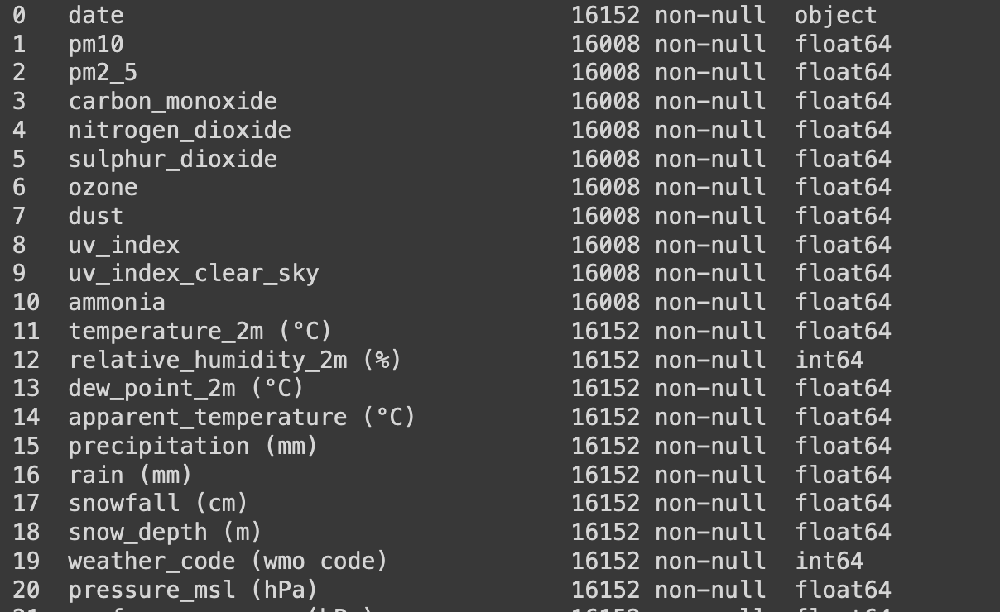 0 date 16152 non-null object
1 pm10 16008 non-null float64
2 pm2_5 16008 non-null float64
3 carbon_monoxide 16008 non-null float64
4 nitrogen_dioxide 16008 non-null float64
5 sulphur_dioxide 16008 non-null float64
6 ozone 16008 non-null float64
7 dust 16008 non-null float64
8 uv_index 16008 non-null float64
9 uv_index_clear_sky 16008 non-null float64
10 ammonia 16008 non-null float64
11 temperature_2m (°C) 16152 non-null float64
12 relative_humidity_2m (%) 16152 non-null int64
13 dew_point_2m (°C) 16152 non-null float64
14 apparent_temperature (°C) 16152 non-null float64
15 precipitation (mm) 16152 non-null float64
16 rain (mm) 16152 non-null float64
17 snowfall (cm) 16152 non-null float64
18 snow_depth (m) 16152 non-null float64
19 weather_code (wmo code) 16152 non-null int64
20 pressure_msl (hPa) 16152 non-null float64